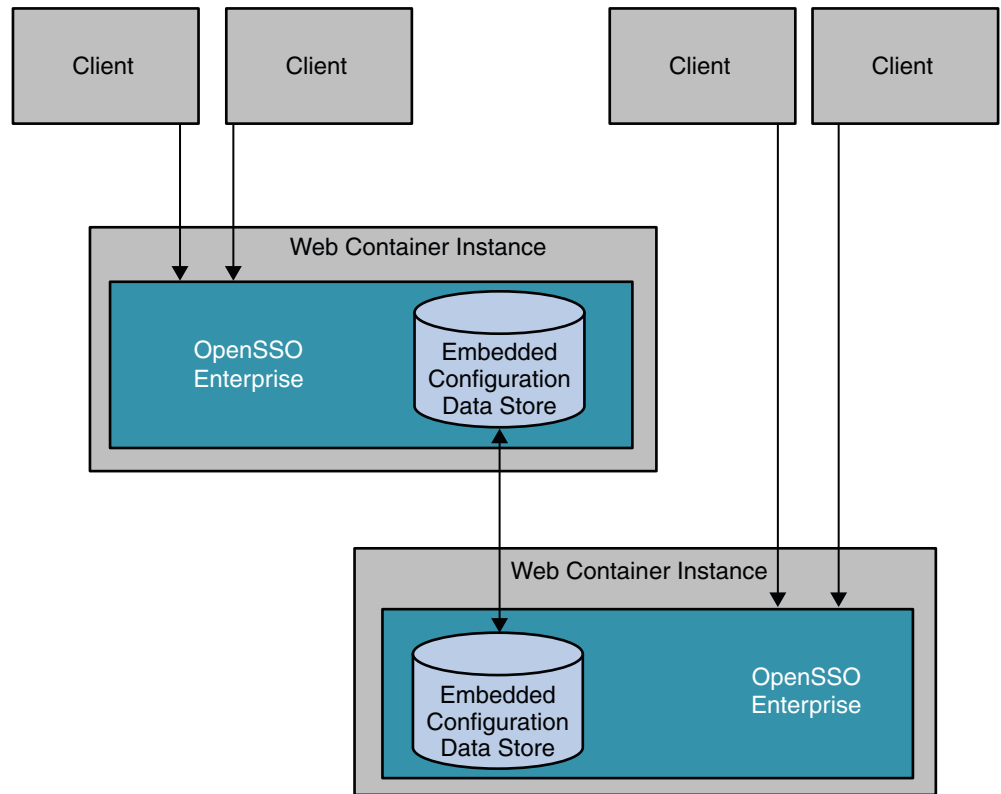 Client
Client
Client
Client
Web Container Instance
OpenSSO
Enterprise
Embedded
Configuration
Data Store
Web Container Instance
Embedded
Configuration
Data Store
OpenSSO
Enterprise